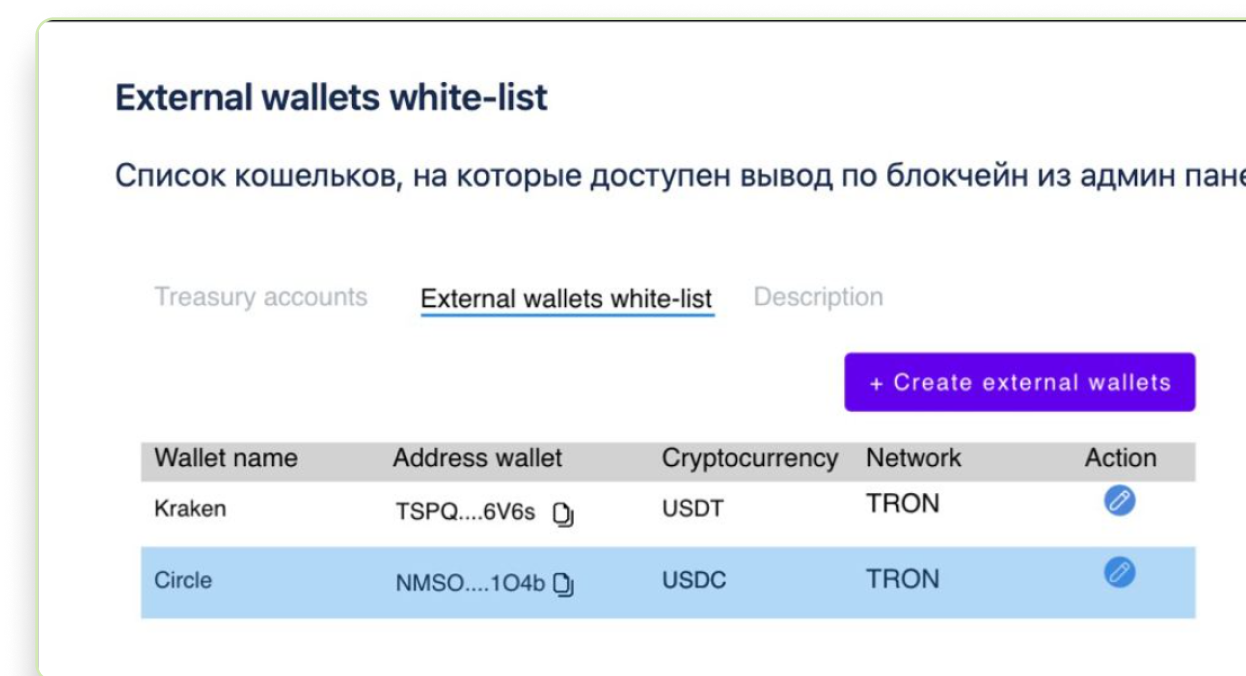 External wallets white-list
Список кошельков, на которые доступен вывод по блокчейн из админ
Treasury accounts External wallets white-list Description
+ Create external wallets
Wallet name Address wallet Cryptocurrency Network Action
Kraken TSPQ....6V6s USDT TRON
Circle NMSO....1O4b USDC TRON